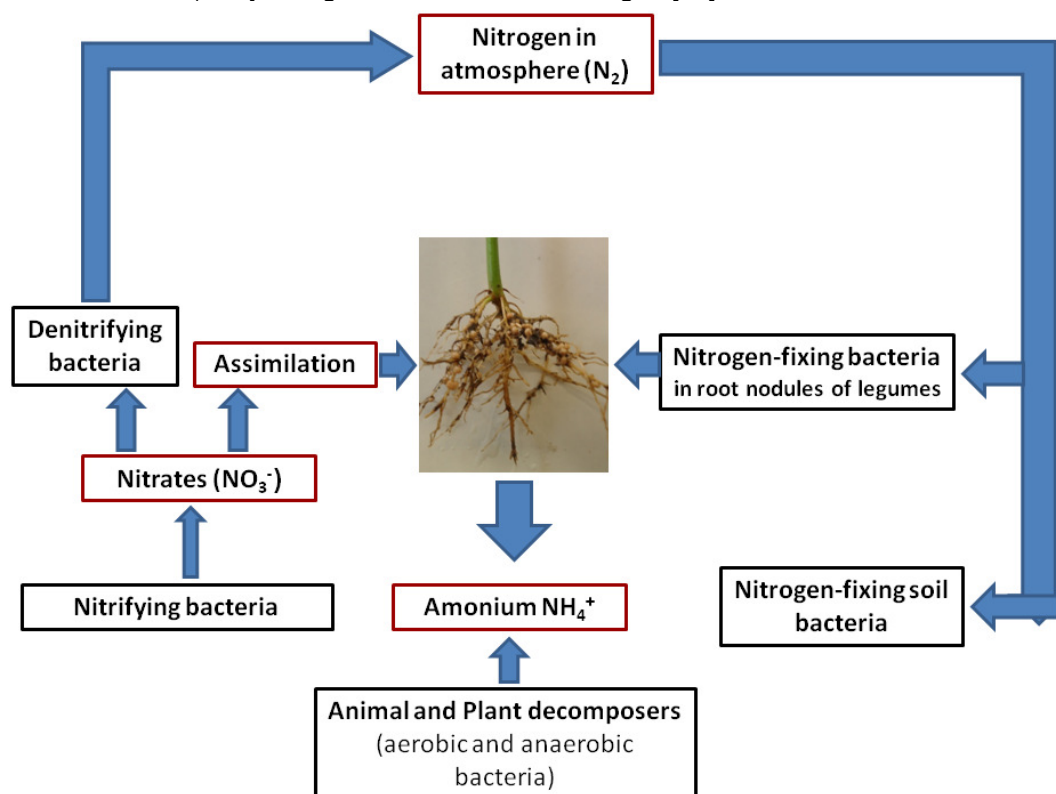 Nitrogen in
atmosphere (N₂)
Denitrifying
bacteria
Assimilation
Nitrogen-fixing bacteria
in root nodules of legumes
Nitrates (NO₃⁻)
Nitrifying bacteria
Amonium NH₄⁺
Nitrogen-fixing soil
bacteria
Animal and Plant decomposers
(aerobic and anaerobic
bacteria)